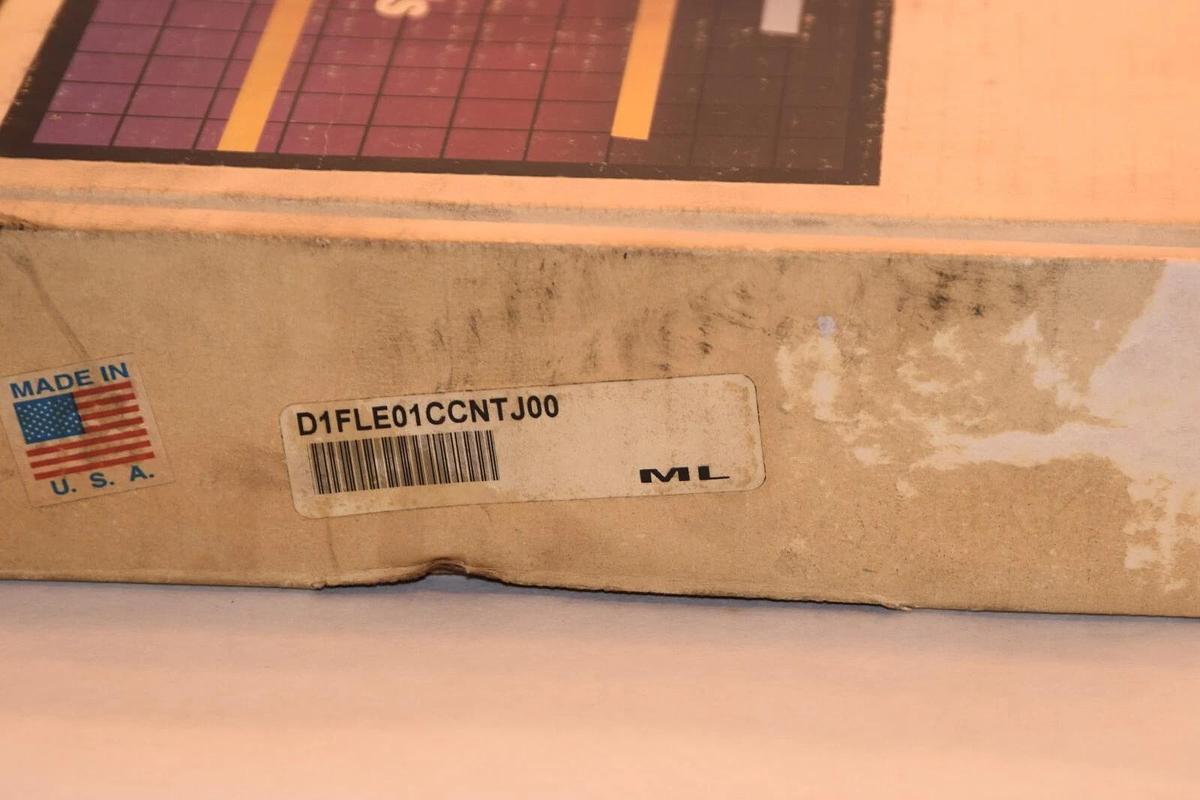 MADE IN
U. S. A.
D1FLE01CCNTJ00
ML